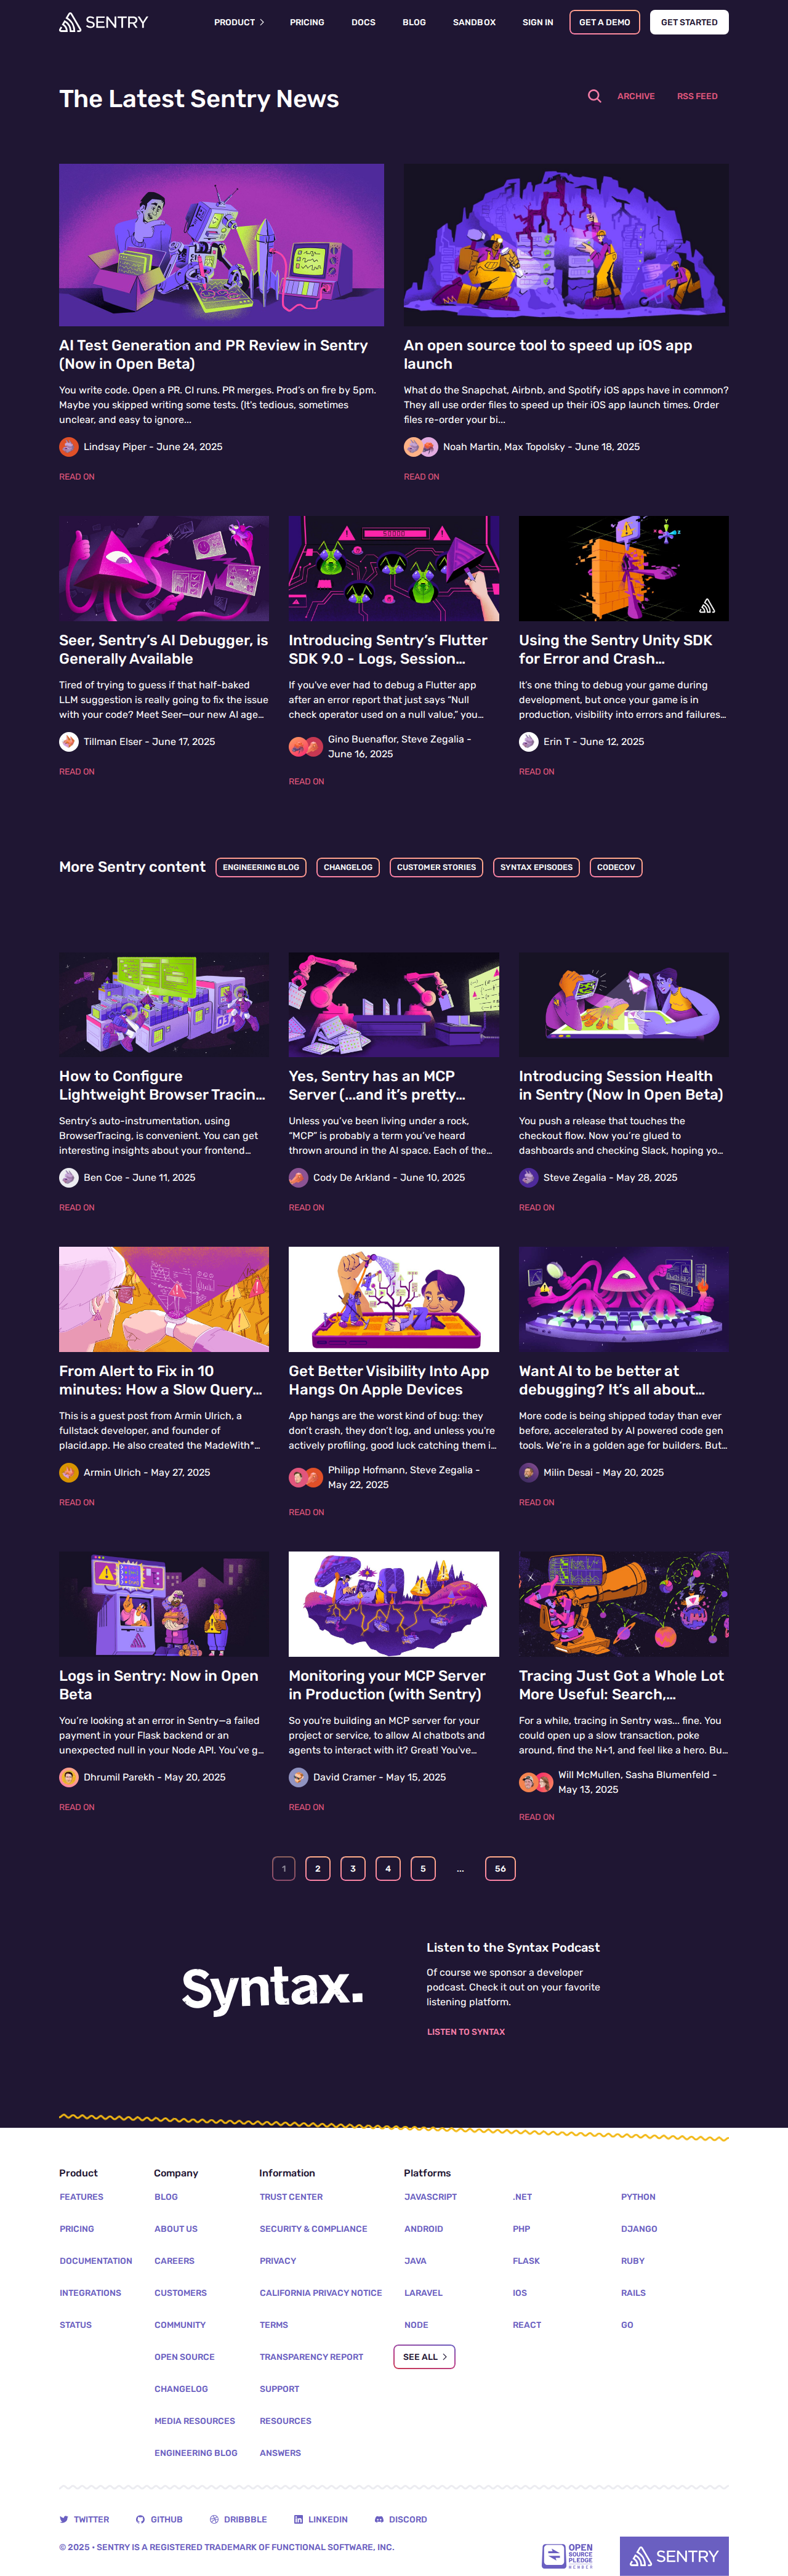 SENTRY
PRODUCT
PRICING
DOCS
BLOG
SANDBOX
SIGN IN
GET A DEMO
GET STARTED
The Latest Sentry News
ARCHIVE
RSS FEED
AI Test Generation and PR Review in Sentry
(Now in Open Beta)
You write code. Open a PR. CI runs. PR merges. Prod's on fire by 5pm.
Maybe you skipped writing some tests. (It's tedious, sometimes
unclear, and easy to ignore...
Lindsay Piper - June 24, 2025
READ ON
An open source tool to speed up iOS app
launch
What do the Snapchat, Airbnb, and Spotify iOS apps have in common?
They all use order files to speed up their iOS app launch times. Order
files re-order your bi...
Noah Martin, Max Topolsky - June 18, 2025
READ ON
Seer, Sentry's AI Debugger, is
Generally Available
Tired of trying to guess if that half-baked
LLM suggestion is really going to fix the issue
with your code? Meet Seer—our new AI age...
Tillman Elser - June 17, 2025
READ ON
Introducing Sentry's Flutter
SDK 9.0 - Logs, Session...
If you've ever had to debug a Flutter app
after an error report that just says "Null
check operator used on a null value," you...
Gino Buenaflor, Steve Zegalia -
June 16, 2025
READ ON
Using the Sentry Unity SDK
for Error and Crash...
It's one thing to debug your game during
development, but once your game is in
production, visibility into errors and failures...
Erin T - June 12, 2025
READ ON
More Sentry content
ENGINEERING BLOG
CHANGELOG
CUSTOMER STORIES
SYNTAX EPISODES
CODECOV
How to Configure
Lightweight Browser Tracin...
Sentry's auto-instrumentation, using
BrowserTracing, is convenient. You can get
interesting insights about your frontend...
Ben Coe - June 11, 2025
READ ON
Yes, Sentry has an MCP
Server (...and it's pretty...
Unless you've been living under a rock,
"MCP" is probably a term you've heard
thrown around in the AI space. Each of the...
Cody De Arkland - June 10, 2025
READ ON
Introducing Session Health
in Sentry (Now In Open Beta)
You push a release that touches the
checkout flow. Now you're glued to
dashboards and checking Slack, hoping yo...
Steve Zegalia - May 28, 2025
READ ON
From Alert to Fix in 10
minutes: How a Slow Query...
This is a guest post from Armin Ulrich, a
fullstack developer, and founder of
placid.app. He also created the MadeWith*...
Armin Ulrich - May 27, 2025
READ ON
Get Better Visibility Into App
Hangs On Apple Devices
App hangs are the worst kind of bug: they
don't crash, they don't log, and unless you're
actively profiling, good luck catching them i...
Philipp Hofmann, Steve Zegalia -
May 22, 2025
READ ON
Want AI to be better at
debugging? It's all about...
More code is being shipped today than ever
before, accelerated by AI powered code gen
tools. We're in a golden age for builders. But...
Milin Desai - May 20, 2025
READ ON
Logs in Sentry: Now in Open
Beta
You're looking at an error in Sentry—a failed
payment in your Flask backend or an
unexpected null in your Node API. You've g...
Dhrumil Parekh - May 20, 2025
READ ON
Monitoring your MCP Server
in Production (with Sentry)
So you're building an MCP server for your
project or service, to allow AI chatbots and
agents to interact with it? Great! You've...
David Cramer - May 15, 2025
READ ON
Tracing Just Got a Whole Lot
More Useful: Search,...
For a while, tracing in Sentry was... fine. You
could open up a slow transaction, poke
around, find the N+1, and feel like a hero. Bu...
Will McMullen, Sasha Blumenfeld -
May 13, 2025
READ ON
1 2 3 4 5 ... 56
Syntax.
Listen to the Syntax Podcast
Of course we sponsor a developer
podcast. Check it out on your favorite
listening platform.
LISTEN TO SYNTAX
Product
FEATURES
PRICING
DOCUMENTATION
INTEGRATIONS
STATUS
Company
BLOG
ABOUT US
CAREERS
CUSTOMERS
COMMUNITY
OPEN SOURCE
CHANGELOG
MEDIA RESOURCES
ENGINEERING BLOG
Information
TRUST CENTER
SECURITY & COMPLIANCE
PRIVACY
CALIFORNIA PRIVACY NOTICE
TERMS
TRANSPARENCY REPORT
SUPPORT
RESOURCES
ANSWERS
Platforms
JAVASCRIPT
ANDROID
JAVA
LARAVEL
NODE
.NET
PHP
FLASK
IOS
REACT
PYTHON
DJANGO
RUBY
RAILS
GO
SEE ALL
TWITTER
GITHUB
DRIBBBLE
LINKEDIN
DISCORD
© 2025 • SENTRY IS A REGISTERED TRADEMARK OF FUNCTIONAL SOFTWARE, INC.
OPEN
SOURCE
PLEDGE
MEMBER
SENTRY